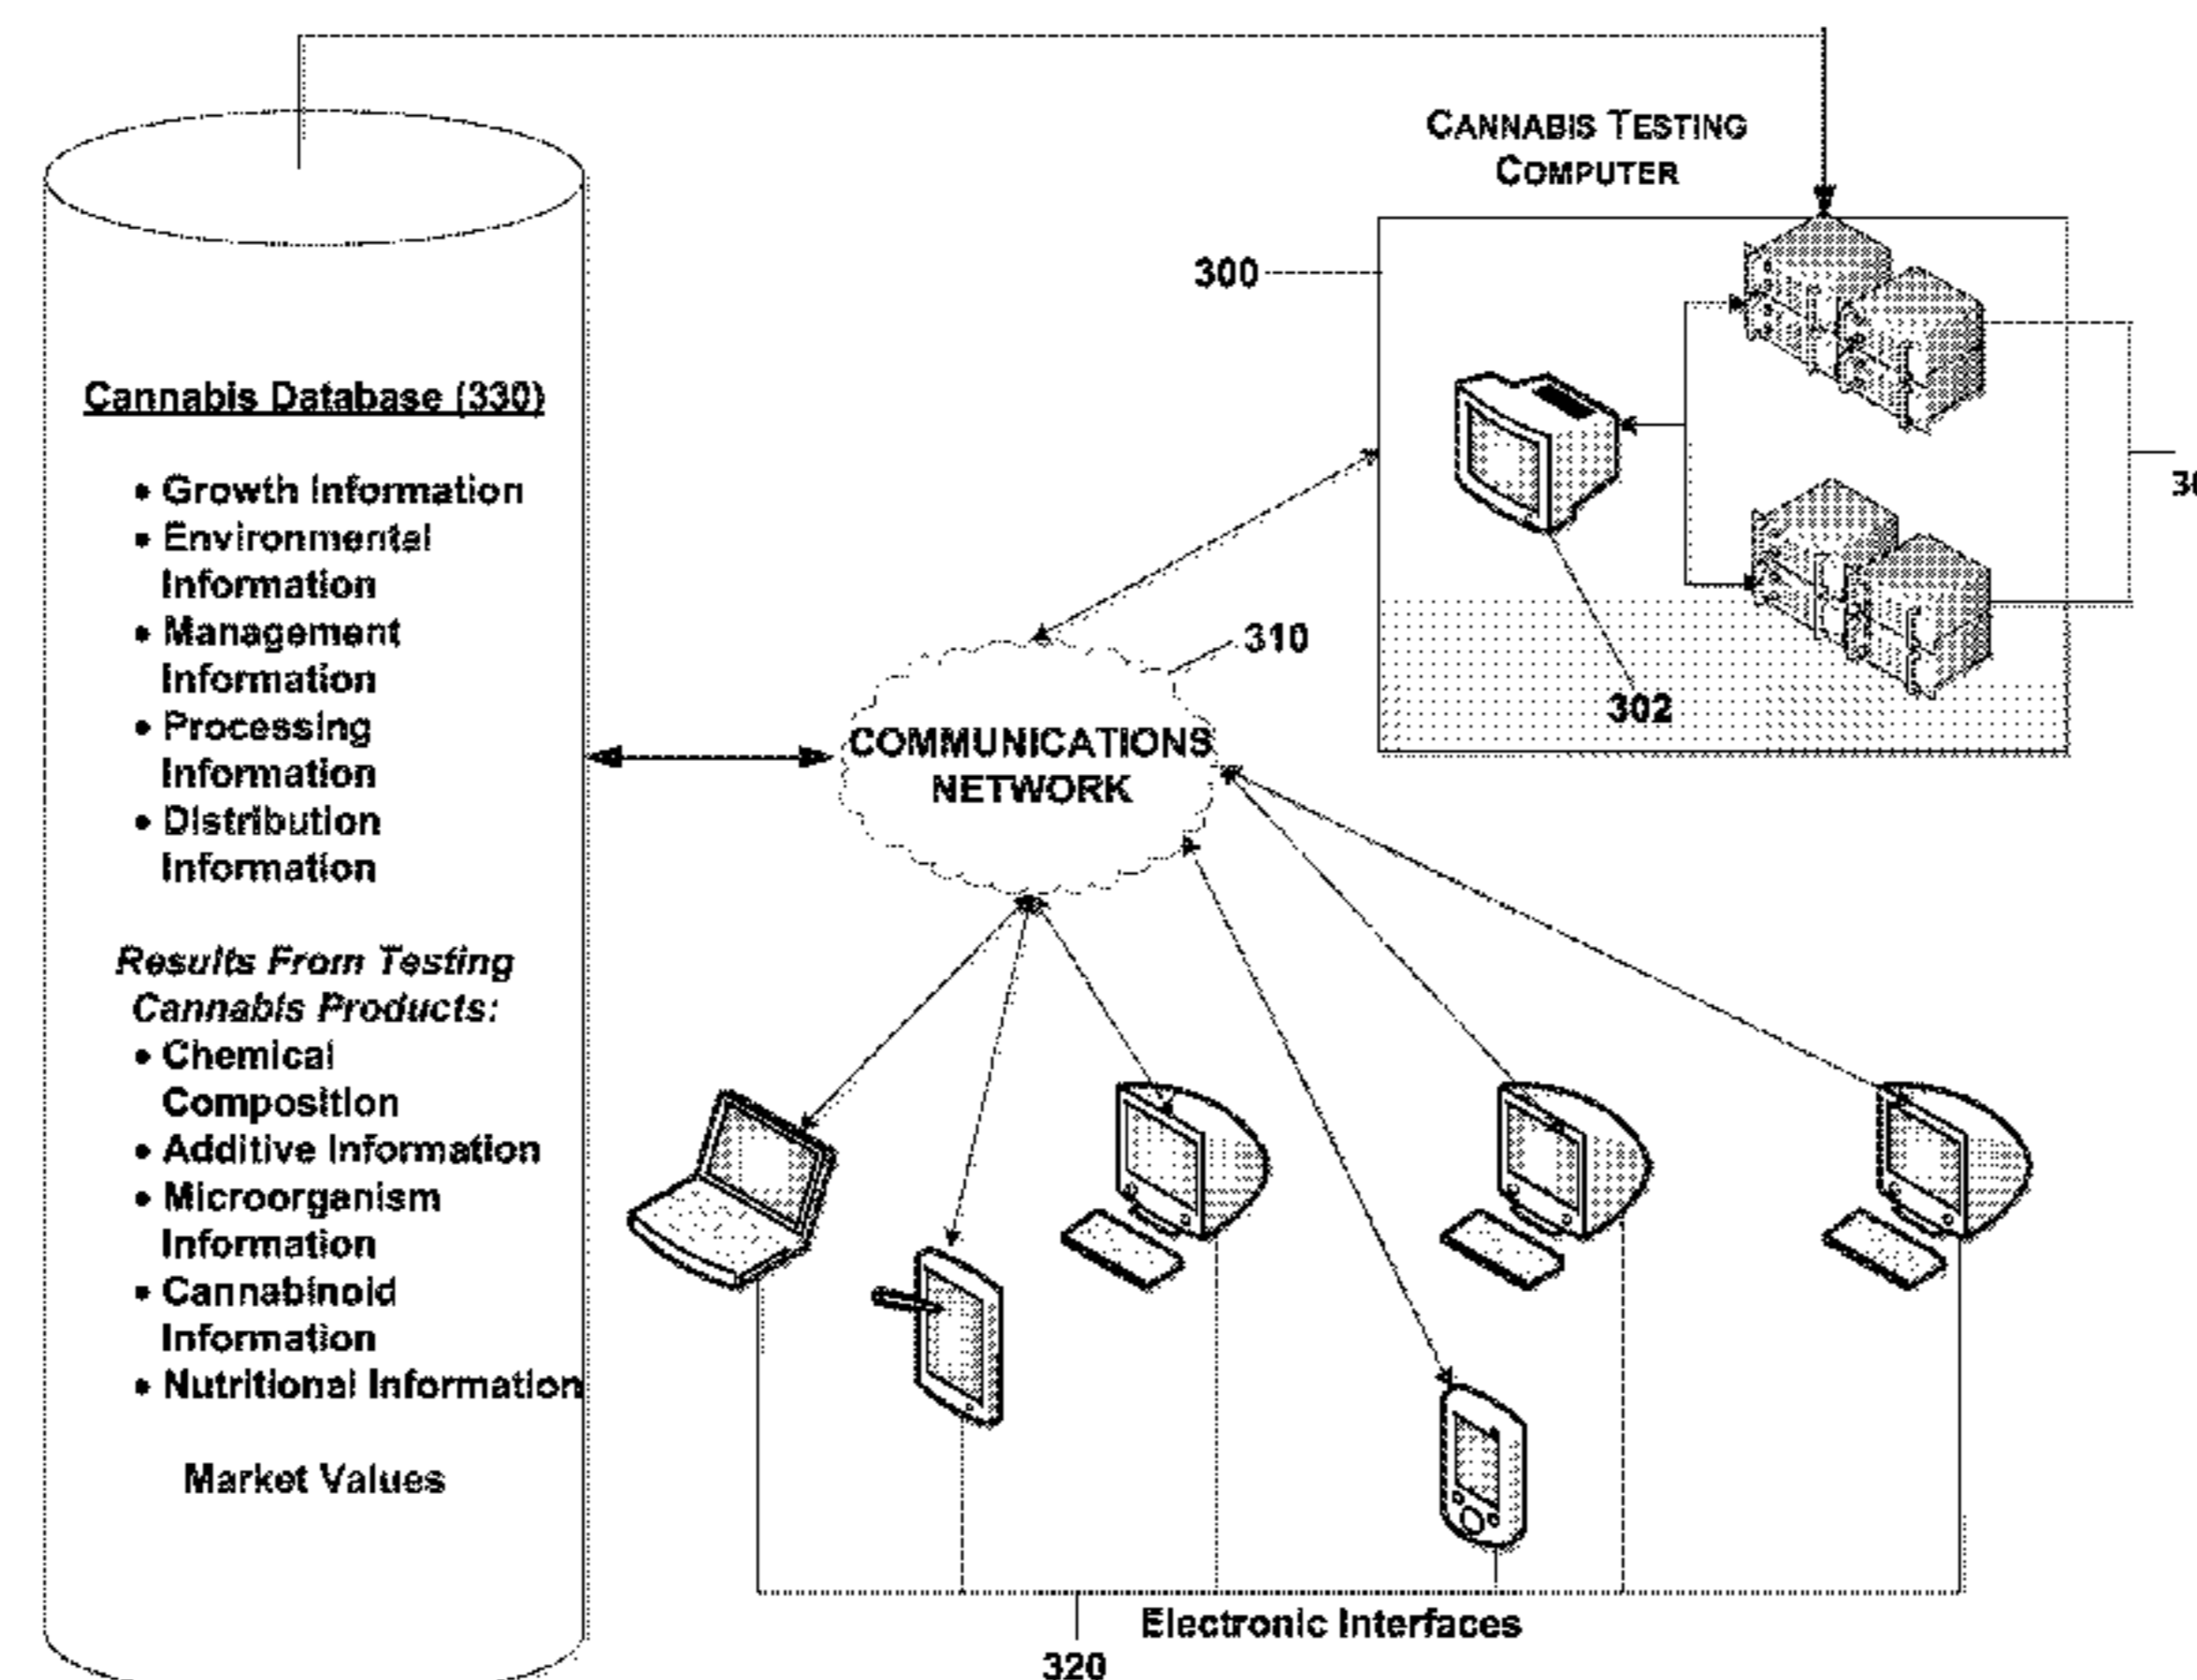 CANNABIS TESTING
COMPUTER
300
Cannabis Database (330)
• Growth Information
• Environmental
Information
• Management
Information
• Processing
Information
• Distribution
Information
Results From Testing
Cannabis Products:
• Chemical
Composition
• Additive Information
• Microorganism
Information
• Cannabinoid
Information
• Nutritional Information
Market Values
302
310
COMMUNICATIONS
NETWORK
Electronic Interfaces
320